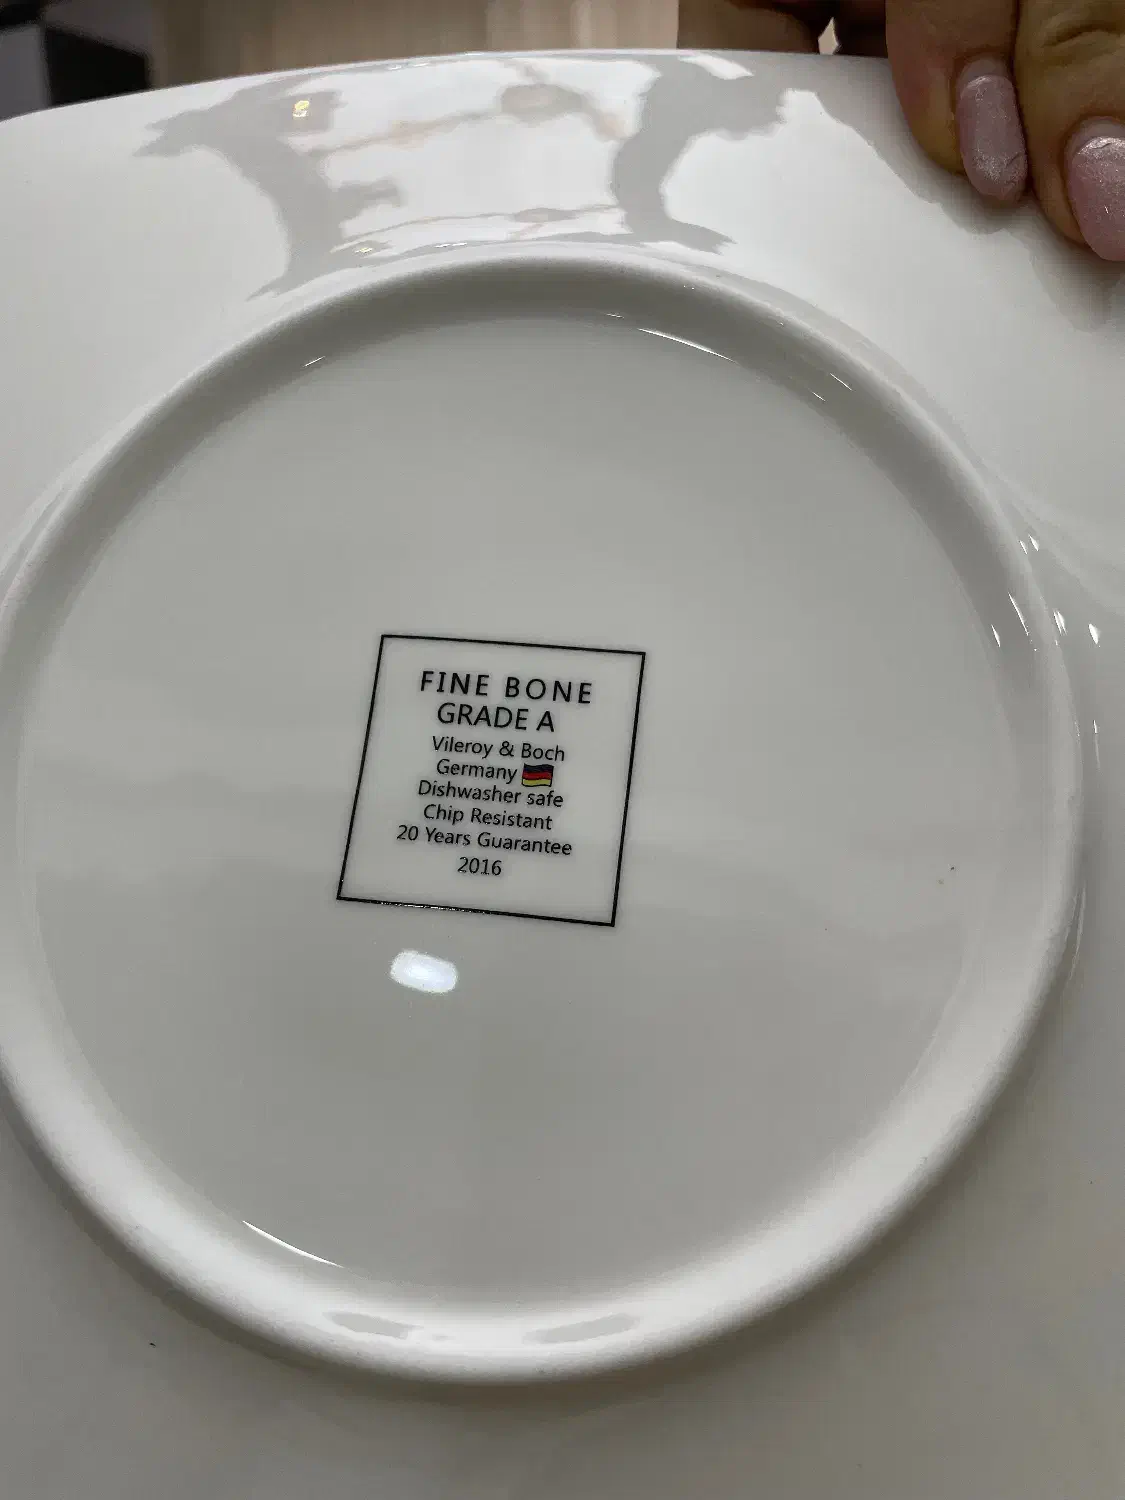 FINE BONE
GRADE A
Vileroy & Boch
Germany 🇩🇪
Dishwasher safe
Chip Resistant
20 Years Guarantee
2016